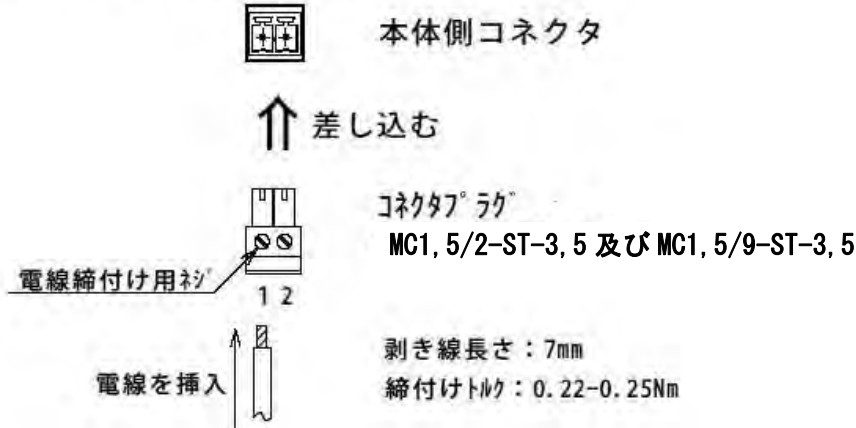 本体側コネクタ
差し込む
ｺﾈｸﾀﾌﾟﾗｸﾞ
MC1,5/2-ST-3,5 及び MC1,5/9-ST-3,5
電線締付け用ﾈｼﾞ
1 2
剥き線長さ：7mm
電線を挿入
締付けﾄﾙｸ：0.22-0.25Nm